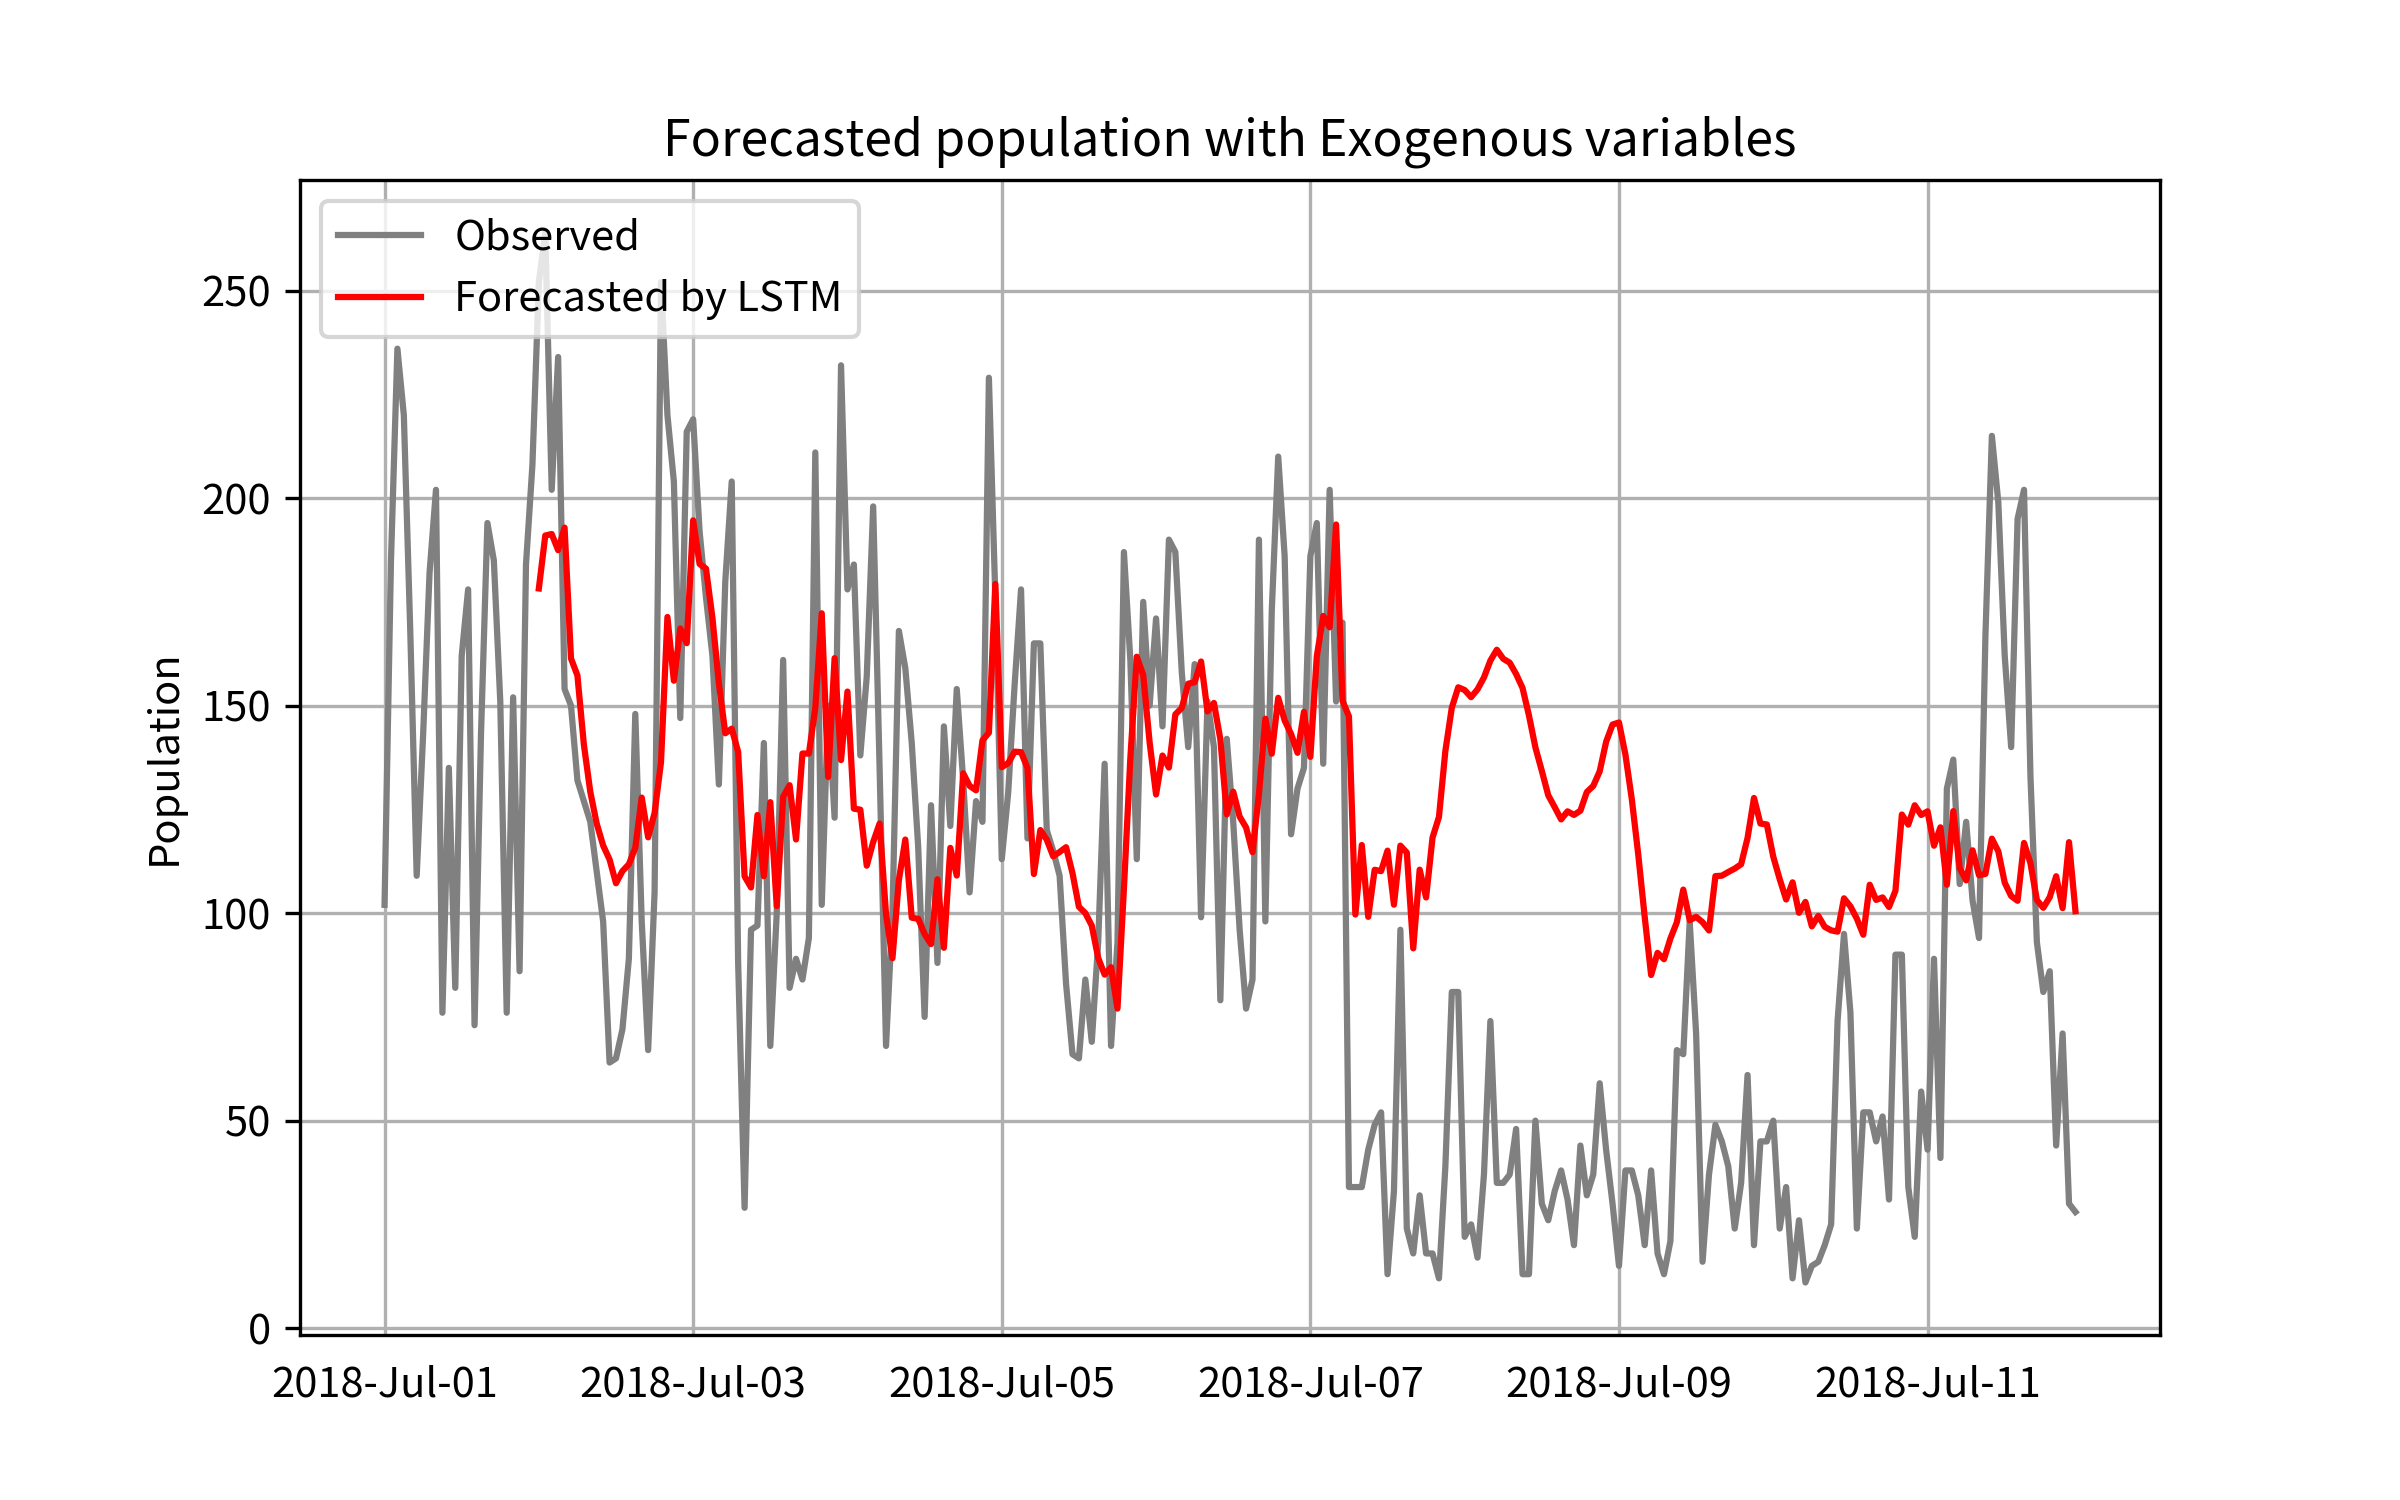 Forecasted population with Exogenous variables
Observed
Forecasted by LSTM
Population
250
200
150
100
50
0
2018-Jul-01 2018-Jul-03 2018-Jul-05 2018-Jul-07 2018-Jul-09 2018-Jul-11